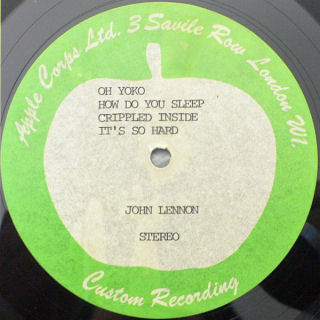 Apple Corps Ltd. 3 Savile Row London W1.
OH YOKO
HOW DO YOU SLEEP
CRIPPLED INSIDE
IT'S SO HARD
JOHN LENNON
STEREO
Custom Recording